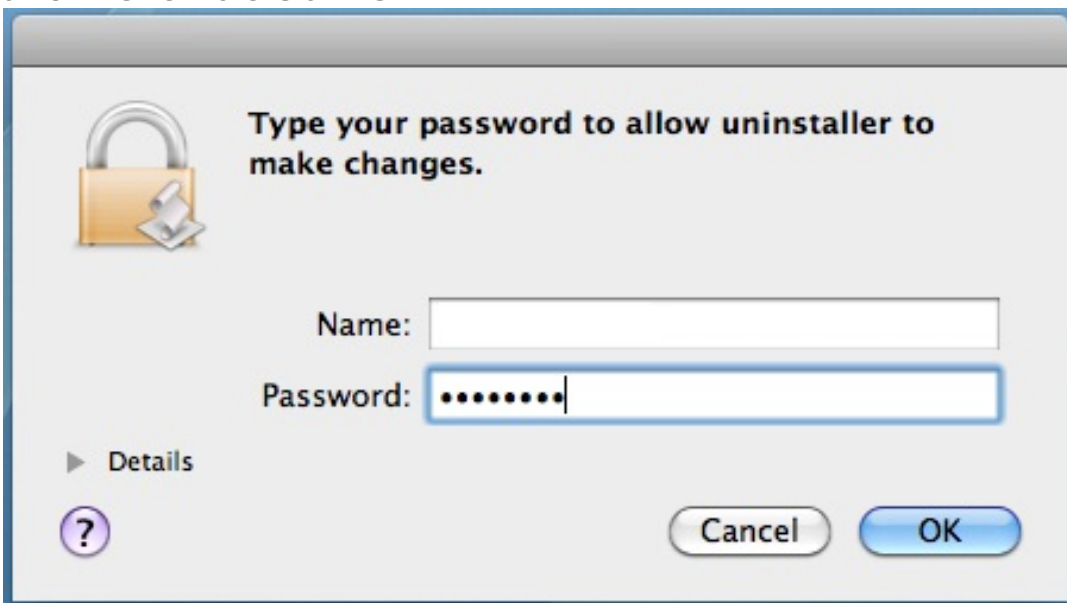 Type your password to allow uninstaller to
make changes.
Name:
Password: ••••••••
Details
?
Cancel OK